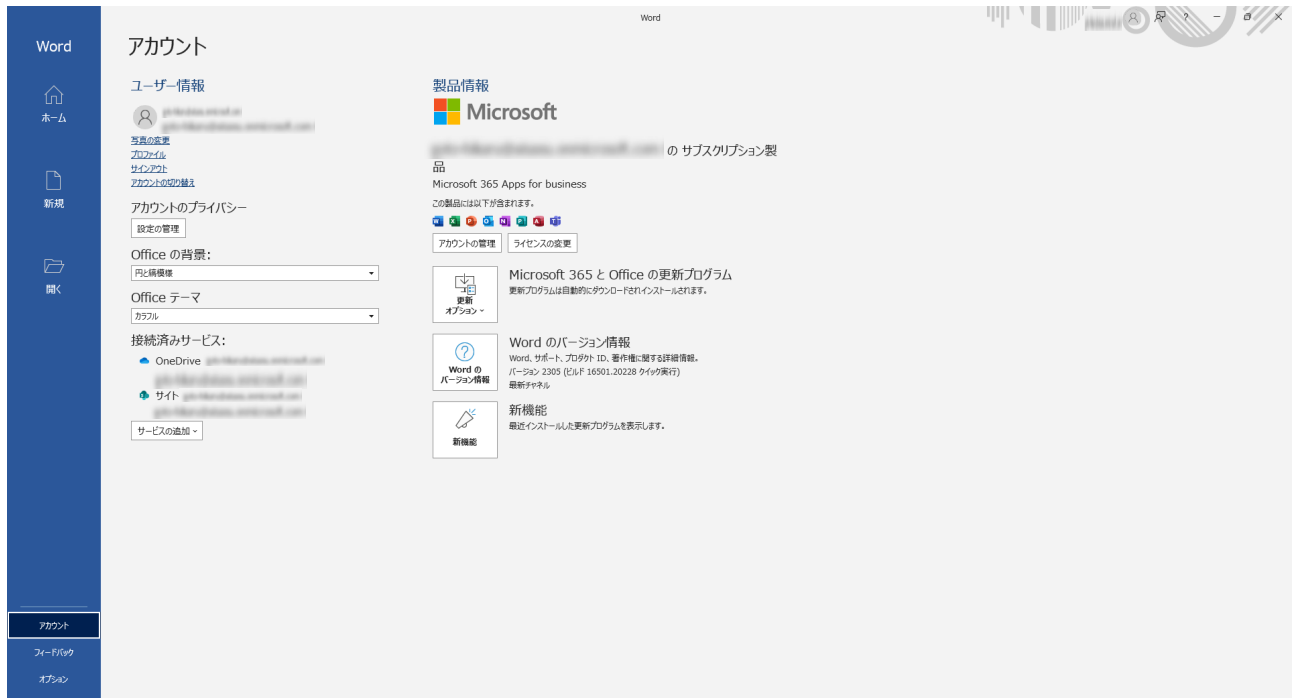 Word
Word
ホーム
新規
開く
アカウント
フィードバック
オプション
アカウント
ユーザー情報
写真の変更
プロファイル
サインアウト
アカウントの切り替え
アカウントのプライバシー
設定の管理
Office の背景:
円と縞模様
Office テーマ
カラフル
接続済みサービス:
OneDrive
サイト
サービスの追加
製品情報
Microsoft
の サブスクリプション製
品
Microsoft 365 Apps for business
この製品には以下が含まれます。
アカウントの管理 ライセンスの変更
更新
オプション
Microsoft 365 と Office の更新プログラム
更新プログラムは自動的にダウンロードされインストールされます。
Word の
バージョン情報
Word のバージョン情報
Word、サポート、プロダクト ID、著作権に関する詳細情報。
バージョン 2305 (ビルド 16501.20228 クイック実行)
最新チャネル
新機能
新機能
最近インストールした更新プログラムを表示します。